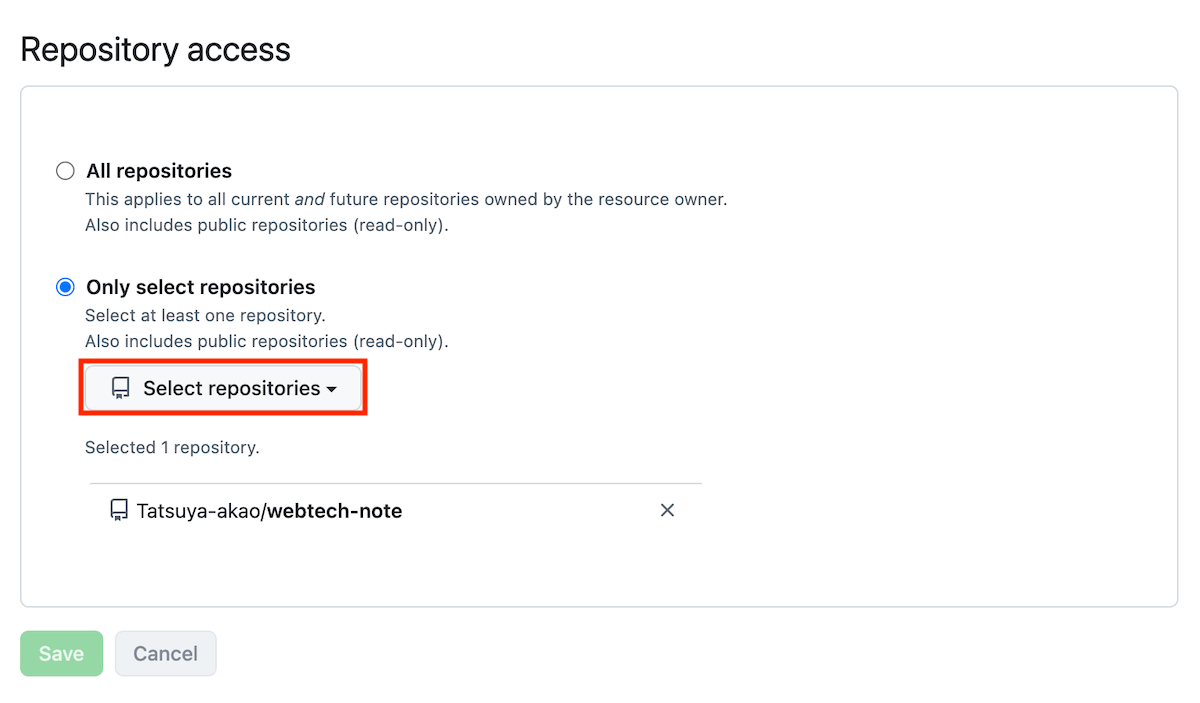 Repository access
All repositories
This applies to all current and future repositories owned by the resource owner.
Also includes public repositories (read-only).
Only select repositories
Select at least one repository.
Also includes public repositories (read-only).
Select repositories
Selected 1 repository.
Tatsuya-akao/webtech-note
Save Cancel